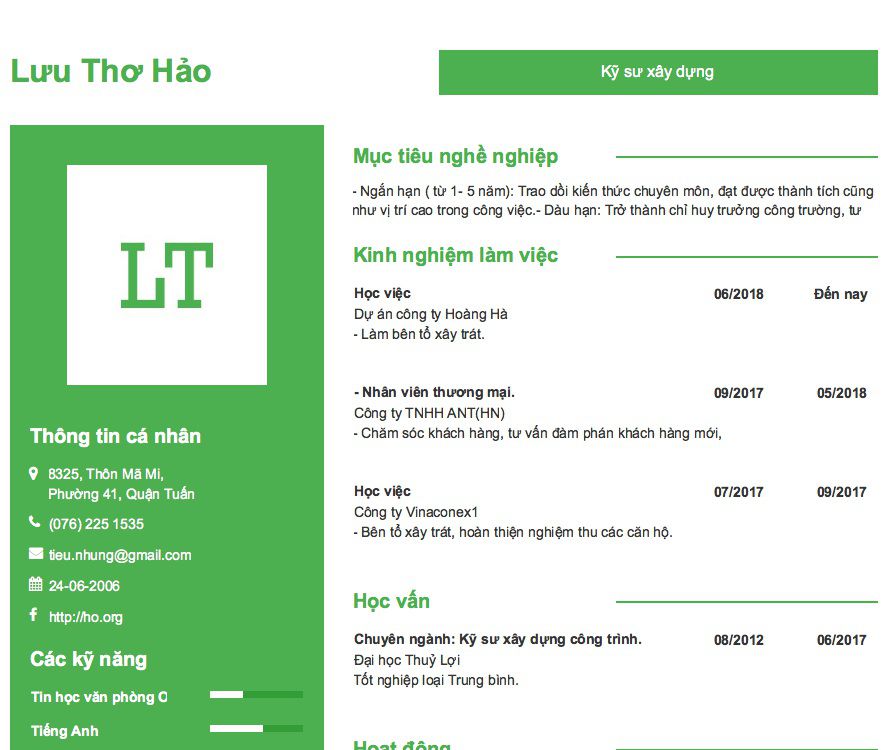 Lưu Thơ Hảo
Kỹ sư xây dựng
LT
Thông tin cá nhân
8325, Thôn Mã Mi,
Phường 41, Quận Tuấn
(076) 225 1535
tieu.nhung@gmail.com
24-06-2006
http://ho.org
Các kỹ năng
Tin học văn phòng O
Tiếng Anh
Mục tiêu nghề nghiệp
- Ngắn hạn ( từ 1- 5 năm): Trao dồi kiến thức chuyên môn, đạt được thành tích cũng
như vị trí cao trong công việc.- Dàu hạn: Trở thành chỉ huy trưởng công trường, tư
Kinh nghiệm làm việc
Học việc 06/2018 Đến nay
Dự án công ty Hoàng Hà
- Làm bên tổ xây trát.
- Nhân viên thương mại. 09/2017 05/2018
Công ty TNHH ANT(HN)
- Chăm sóc khách hàng, tư vấn đàm phán khách hàng mới,
Học việc 07/2017 09/2017
Công ty Vinaconex1
- Bên tổ xây trát, hoàn thiện nghiệm thu các căn hộ.
Học vấn
Chuyên ngành: Kỹ sư xây dựng công trình. 08/2012 06/2017
Đại học Thuỷ Lợi
Tốt nghiệp loại Trung bình.
Hoạt động